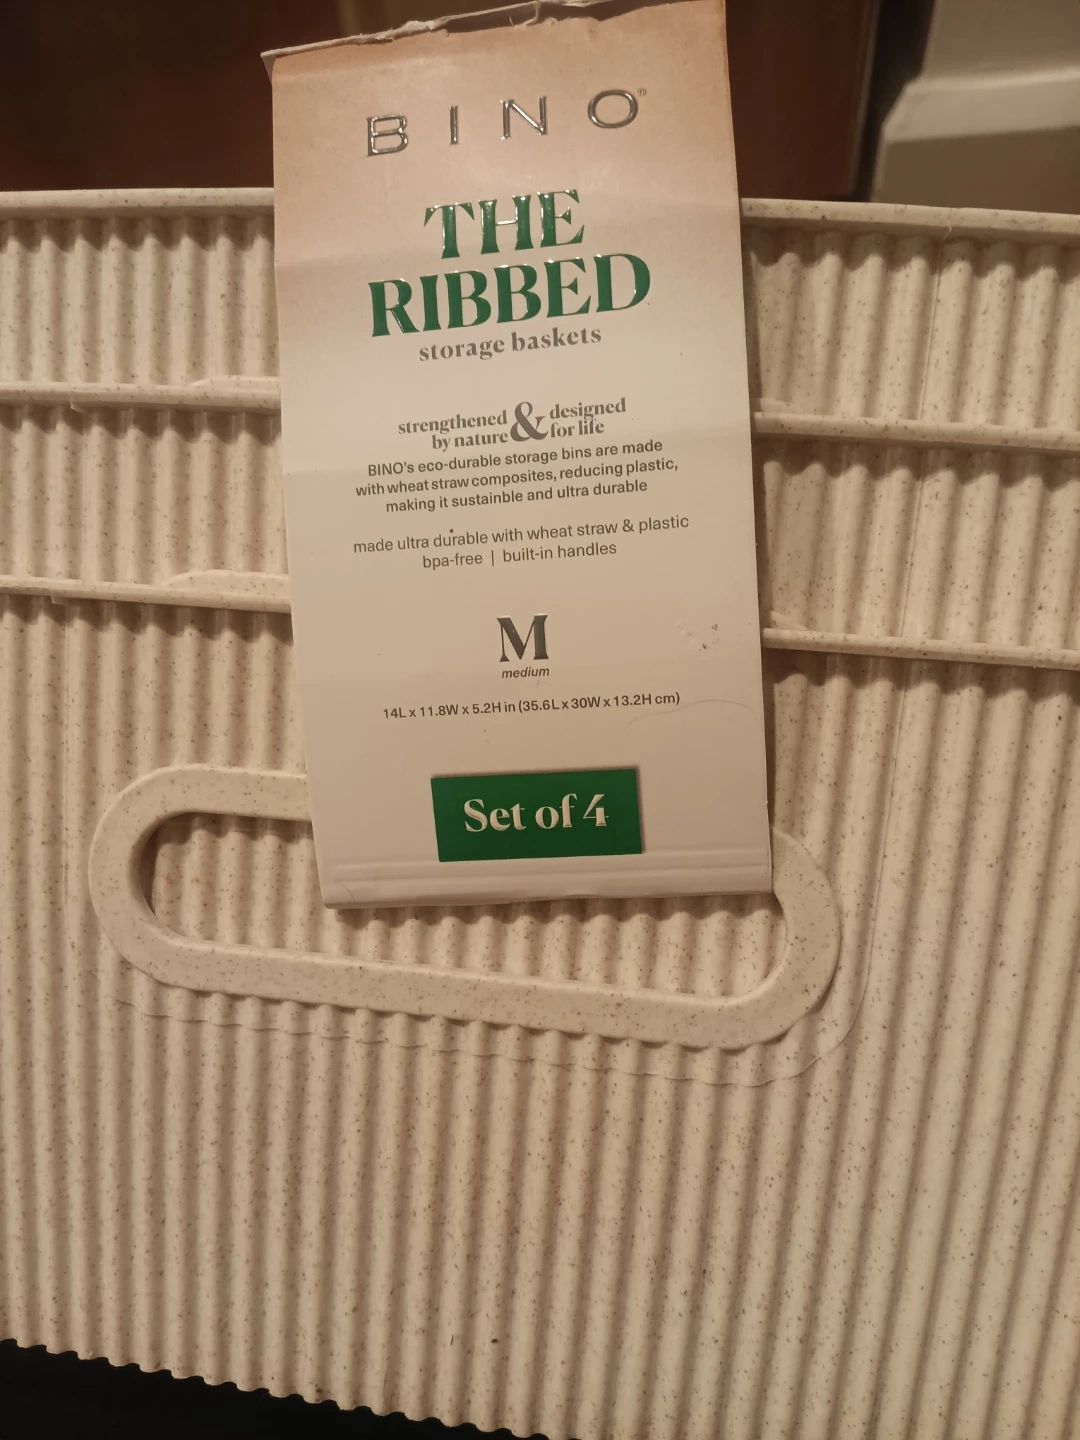 BINO®
THE
RIBBED
storage baskets
strengthened & designed
by nature for life
BINO's eco-durable storage bins are made
with wheat straw composites, reducing plastic,
making it sustainble and ultra durable
made ultra durable with wheat straw & plastic
bpa-free | built-in handles
M
medium
14L x 11.8W x 5.2H in (35.6L x 30W x 13.2H cm)
Set of 4